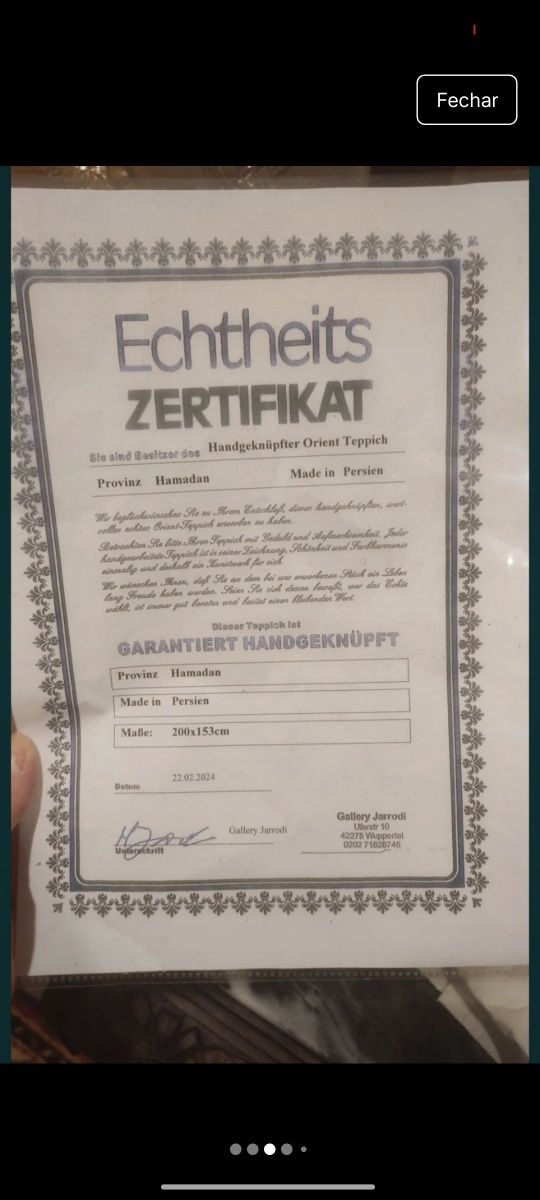 Fechar
Echtheits
ZERTIFIKAT
Sie sind Besitzer des Handgeknüpfter Orient Teppich
Provinz Hamadan Made in Persien
Wir beglückwünschen Sie zu Ihrem Entschluß, diesen handgeknüpften, wert-
vollen echten Orient-Teppich erworben zu haben.
Betrachten Sie bitte Ihren Teppich mit Geduld und Aufmerksamkeit. Jeder
handgearbeitete Teppich ist in seiner Zeichnung, Schönheit und Farbharmonie
einmalig und deshalb ein Kunstwerk für sich.
Wir wünschen Ihnen, daß Sie an dem bei uns erworbenen Stück ein Leben
lang Freude haben werden. Seien Sie sich dessen bewußt, wer das Echte
wählt, ist immer gut beraten und besitzt einen bleibenden Wert.
Dieser Teppich ist
GARANTIERT HANDGEKNÜPFT
Provinz Hamadan
Made in Persien
Maße: 200x153cm
Datum 22.02.2024
Unterschrift Gallery Jarrodi
Gallery Jarrodi
Uferstr 10
42275 Wuppertal
0202 71828745